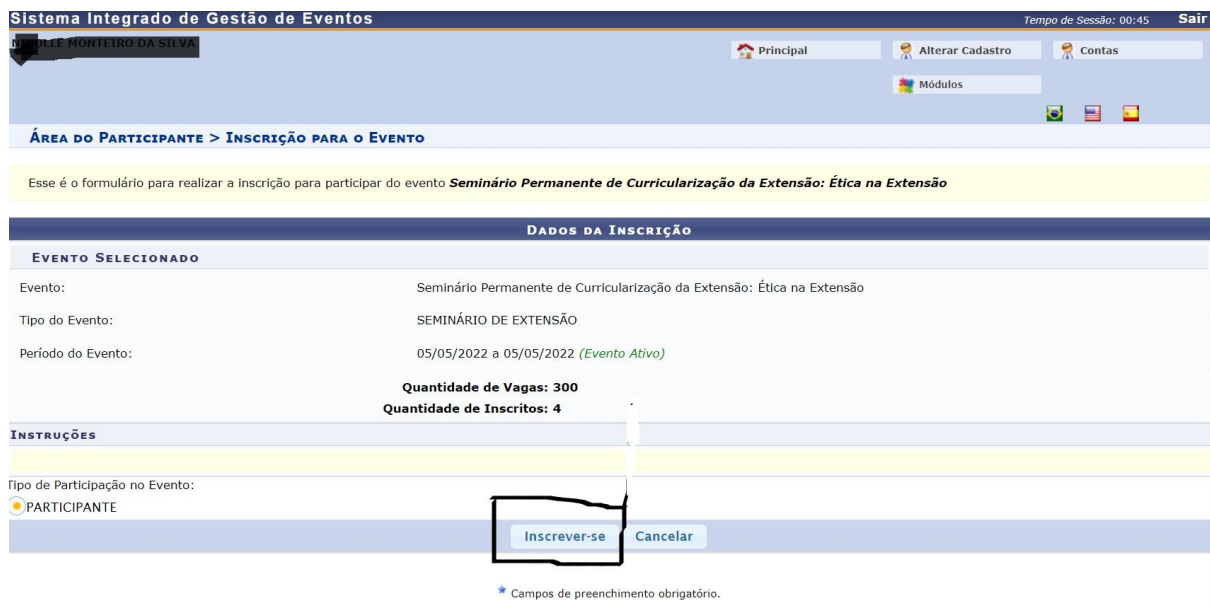 Sistema Integrado de Gestão de Eventos
Tempo de Sessão: 00:45 Sair
MONTEIRO DA SILVA
Principal Alterar Cadastro Contas
Módulos
Área do Participante > Inscrição para o Evento
Esse é o formulário para realizar a inscrição para participar do evento Seminário Permanente de Curricularização da Extensão: Ética na Extensão
Dados da Inscrição
Evento Selecionado
Evento: Seminário Permanente de Curricularização da Extensão: Ética na Extensão
Tipo do Evento: SEMINÁRIO DE EXTENSÃO
Período do Evento: 05/05/2022 a 05/05/2022 (Evento Ativo)
Quantidade de Vagas: 300
Quantidade de Inscritos: 4
Instruções
Tipo de Participação no Evento:
PARTICIPANTE
Inscrever-se Cancelar
Campos de preenchimento obrigatório.